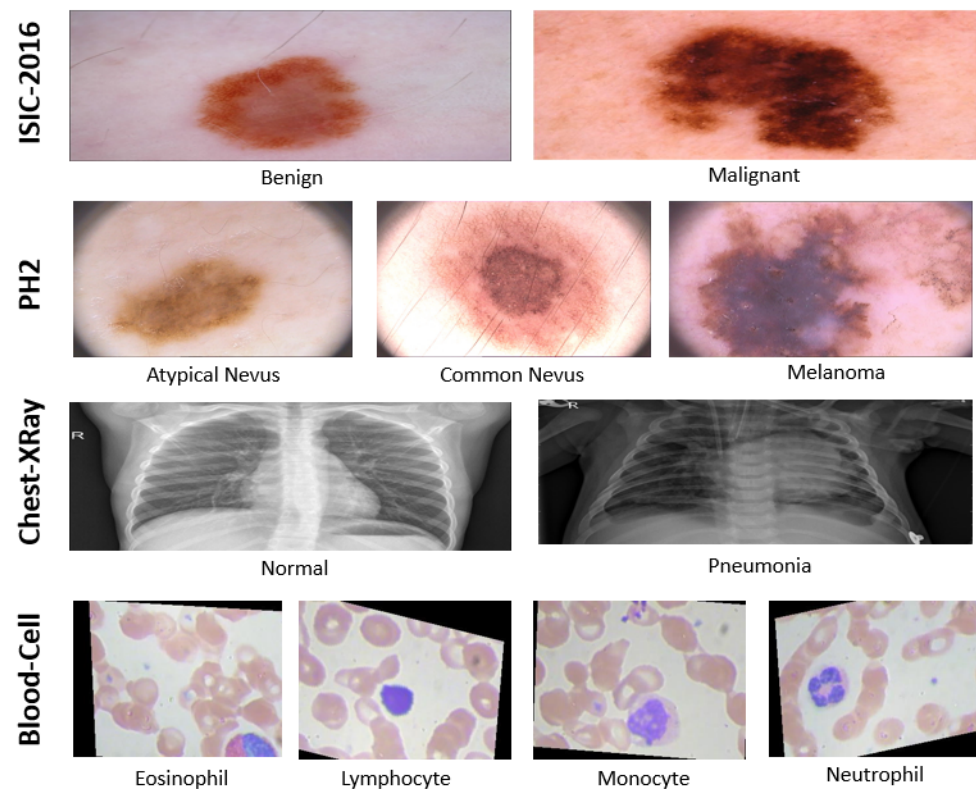 ISIC-2016
Benign
Malignant
PH2
Atypical Nevus
Common Nevus
Melanoma
Chest-XRay
R
R
Normal
Pneumonia
Blood-Cell
Eosinophil
Lymphocyte
Monocyte
Neutrophil